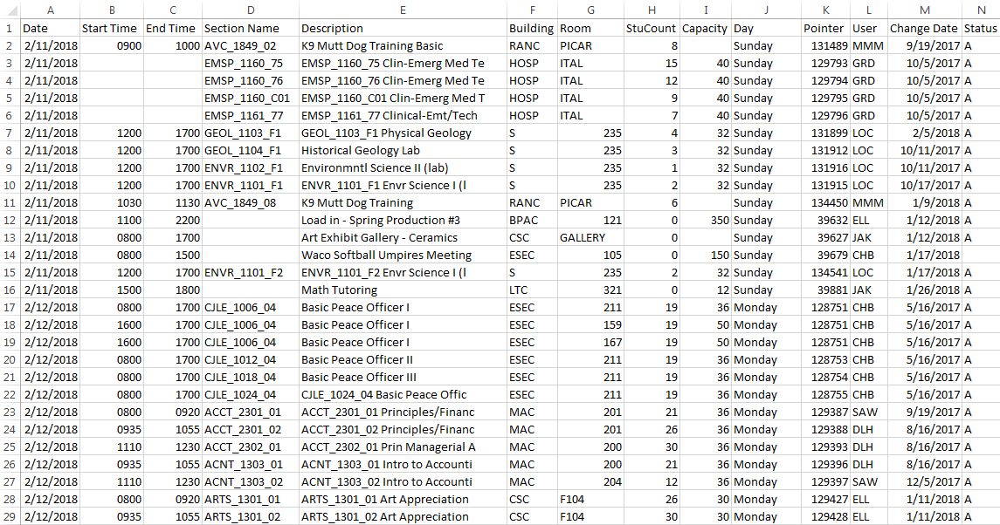 A B C D E F G H I J K L M N
1 Date Start Time End Time Section Name Description Building Room StuCount Capacity Day Pointer User Change Date Status
2 2/11/2018 0900 1000 AVC_1849_02 K9 Mutt Dog Training Basic RANC PICAR 8 Sunday 131489 MMM 9/19/2017 A
3 2/11/2018 EMSP_1160_75 EMSP_1160_75 Clin-Emerg Med Te HOSP ITAL 15 40 Sunday 129793 GRD 10/5/2017 A
4 2/11/2018 EMSP_1160_76 EMSP_1160_76 Clin-Emerg Med Te HOSP ITAL 12 40 Sunday 129794 GRD 10/5/2017 A
5 2/11/2018 EMSP_1160_C01 EMSP_1160_C01 Clin-Emerg Med T HOSP ITAL 9 40 Sunday 129795 GRD 10/5/2017 A
6 2/11/2018 EMSP_1161_77 EMSP_1161_77 Clinical-Emt/Tech HOSP ITAL 7 40 Sunday 129796 GRD 10/5/2017 A
7 2/11/2018 1200 1700 GEOL_1103_F1 GEOL_1103_F1 Physical Geology S 235 4 32 Sunday 131899 LOC 2/5/2018 A
8 2/11/2018 1200 1700 GEOL_1104_F1 Historical Geology Lab S 235 3 32 Sunday 131912 LOC 10/11/2017 A
9 2/11/2018 1200 1700 ENVR_1102_F1 Environmntl Science II (lab) S 235 1 32 Sunday 131916 LOC 10/11/2017 A
10 2/11/2018 1200 1700 ENVR_1101_F1 ENVR_1101_F1 Envr Science I (l S 235 2 32 Sunday 131915 LOC 10/17/2017 A
11 2/11/2018 1030 1130 AVC_1849_08 K9 Mutt Dog Training RANC PICAR 6 Sunday 134450 MMM 1/9/2018 A
12 2/11/2018 1100 2200 Load in - Spring Production #3 BPAC 121 0 350 Sunday 39632 ELL 1/12/2018 A
13 2/11/2018 0800 1700 Art Exhibit Gallery - Ceramics CSC GALLERY 0 Sunday 39627 JAK 1/12/2018 A
14 2/11/2018 0800 1500 Waco Softball Umpires Meeting ESEC 105 0 150 Sunday 39679 CHB 1/17/2018
15 2/11/2018 1200 1700 ENVR_1101_F2 ENVR_1101_F2 Envr Science I (l S 235 2 32 Sunday 134541 LOC 1/17/2018 A
16 2/11/2018 1500 1800 Math Tutoring LTC 321 0 12 Sunday 39881 JAK 1/26/2018 A
17 2/12/2018 0800 1700 CJLE_1006_04 Basic Peace Officer I ESEC 211 19 36 Monday 128751 CHB 5/16/2017 A
18 2/12/2018 1600 1700 CJLE_1006_04 Basic Peace Officer I ESEC 159 19 50 Monday 128751 CHB 5/16/2017 A
19 2/12/2018 1600 1700 CJLE_1006_04 Basic Peace Officer I ESEC 167 19 50 Monday 128751 CHB 5/16/2017 A
20 2/12/2018 0800 1700 CJLE_1012_04 Basic Peace Officer II ESEC 211 19 36 Monday 128753 CHB 5/16/2017 A
21 2/12/2018 0800 1700 CJLE_1018_04 Basic Peace Officer III ESEC 211 19 36 Monday 128754 CHB 5/16/2017 A
22 2/12/2018 0800 1700 CJLE_1024_04 CJLE_1024_04 Basic Peace Offic ESEC 211 19 36 Monday 128755 CHB 5/16/2017 A
23 2/12/2018 0800 0920 ACCT_2301_01 ACCT_2301_01 Principles/Financ MAC 201 21 36 Monday 129387 SAW 9/19/2017 A
24 2/12/2018 0935 1055 ACCT_2301_02 ACCT_2301_02 Principles/Financ MAC 201 26 36 Monday 129388 DLH 8/16/2017 A
25 2/12/2018 1110 1230 ACCT_2302_01 ACCT_2302_01 Prin Managerial A MAC 200 30 36 Monday 129393 DLH 8/16/2017 A
26 2/12/2018 0935 1055 ACNT_1303_01 ACNT_1303_01 Intro to Accounti MAC 200 21 36 Monday 129396 DLH 8/16/2017 A
27 2/12/2018 1110 1230 ACNT_1303_02 ACNT_1303_02 Intro to Accounti MAC 204 12 36 Monday 129397 SAW 12/5/2017 A
28 2/12/2018 0800 0920 ARTS_1301_01 ARTS_1301_01 Art Appreciation CSC F104 26 30 Monday 129427 ELL 1/11/2018 A
29 2/12/2018 0935 1055 ARTS_1301_02 ARTS_1301_02 Art Appreciation CSC F104 30 30 Monday 129428 ELL 1/11/2018 A